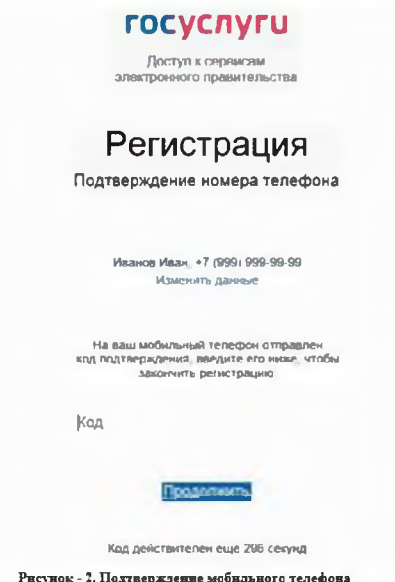 госуслуги
Доступ к сервисам
электронного правительства
Регистрация
Подтверждение номера телефона
Иванов Иван, +7 (999) 999-99-99
Изменить данные
На ваш мобильный телефон отправлен
код подтверждения, введите его ниже, чтобы
закончить регистрацию
Код
Продолжить
Код действителен еще 296 секунд
Рисунок - 2. Подтверждение мобильного телефона